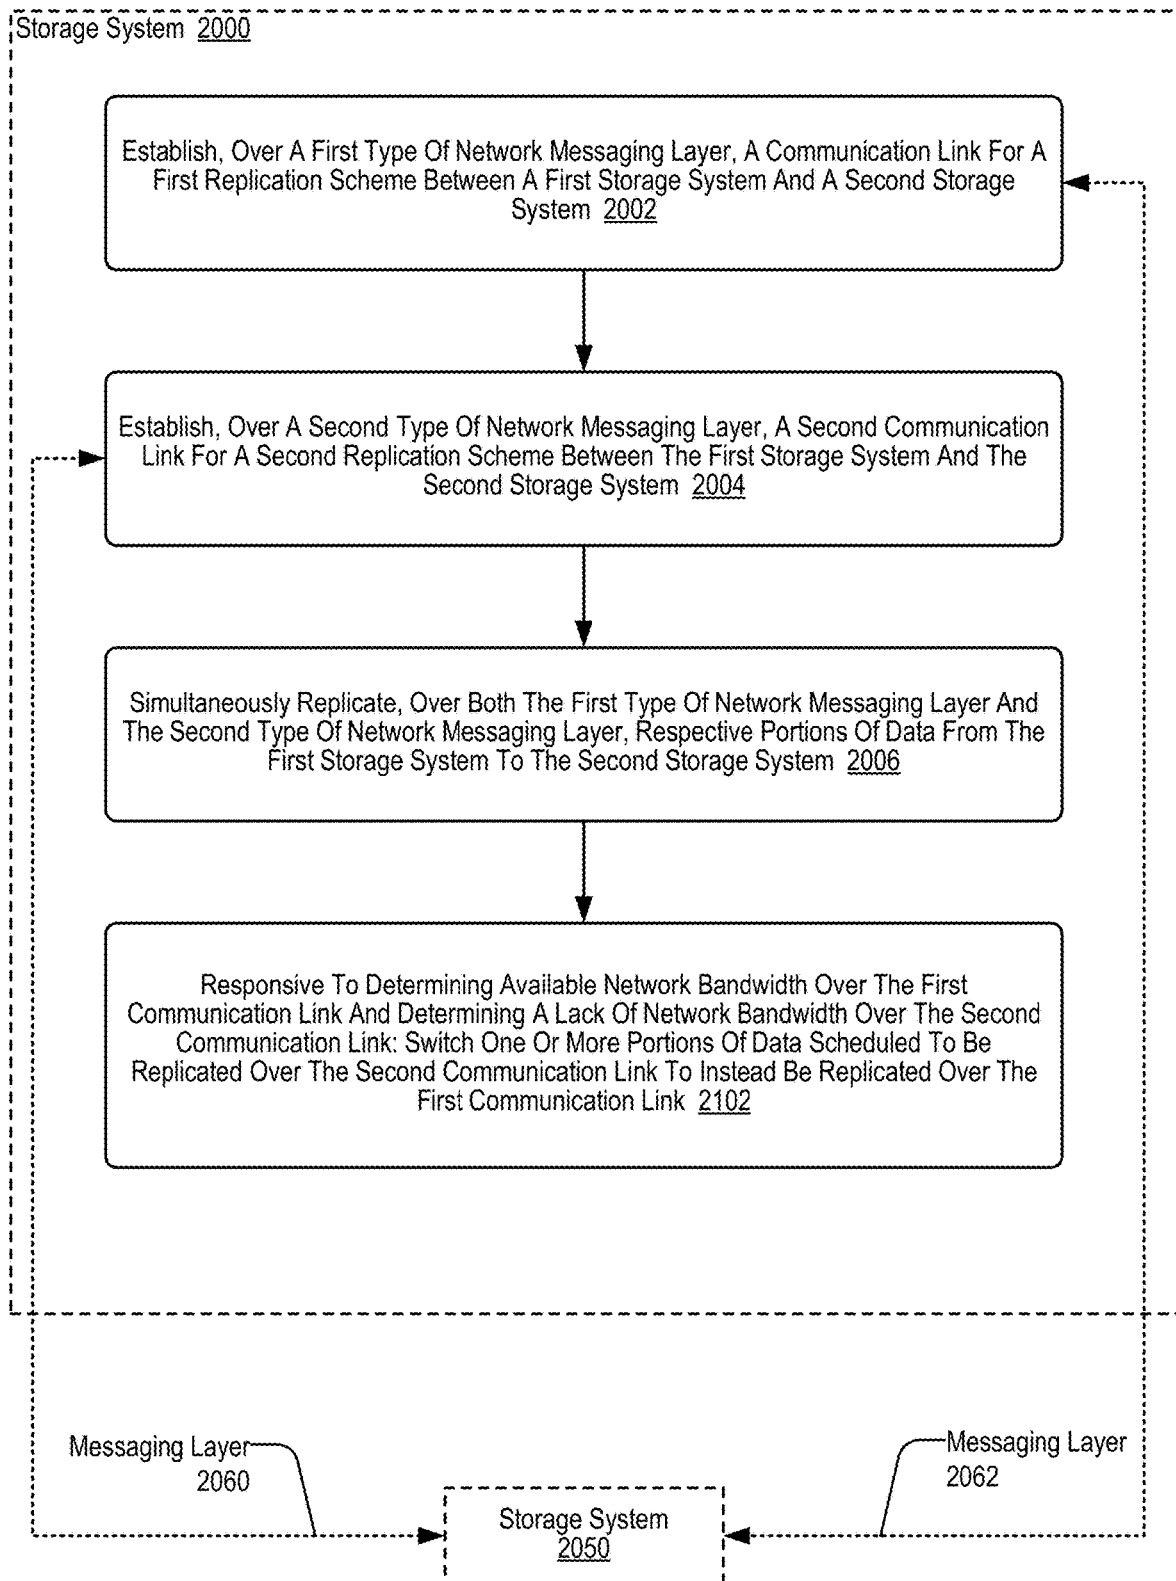 Storage System 2000
Establish, Over A First Type Of Network Messaging Layer, A Communication Link For A
First Replication Scheme Between A First Storage System And A Second Storage
System 2002
Establish, Over A Second Type Of Network Messaging Layer, A Second Communication
Link For A Second Replication Scheme Between The First Storage System And The
Second Storage System 2004
Simultaneously Replicate, Over Both The First Type Of Network Messaging Layer And
The Second Type Of Network Messaging Layer, Respective Portions Of Data From The
First Storage System To The Second Storage System 2006
Responsive To Determining Available Network Bandwidth Over The First
Communication Link And Determining A Lack Of Network Bandwidth Over The Second
Communication Link: Switch One Or More Portions Of Data Scheduled To Be
Replicated Over The Second Communication Link To Instead Be Replicated Over The
First Communication Link 2102
Messaging Layer
2060
Messaging Layer
2062
Storage System
2050